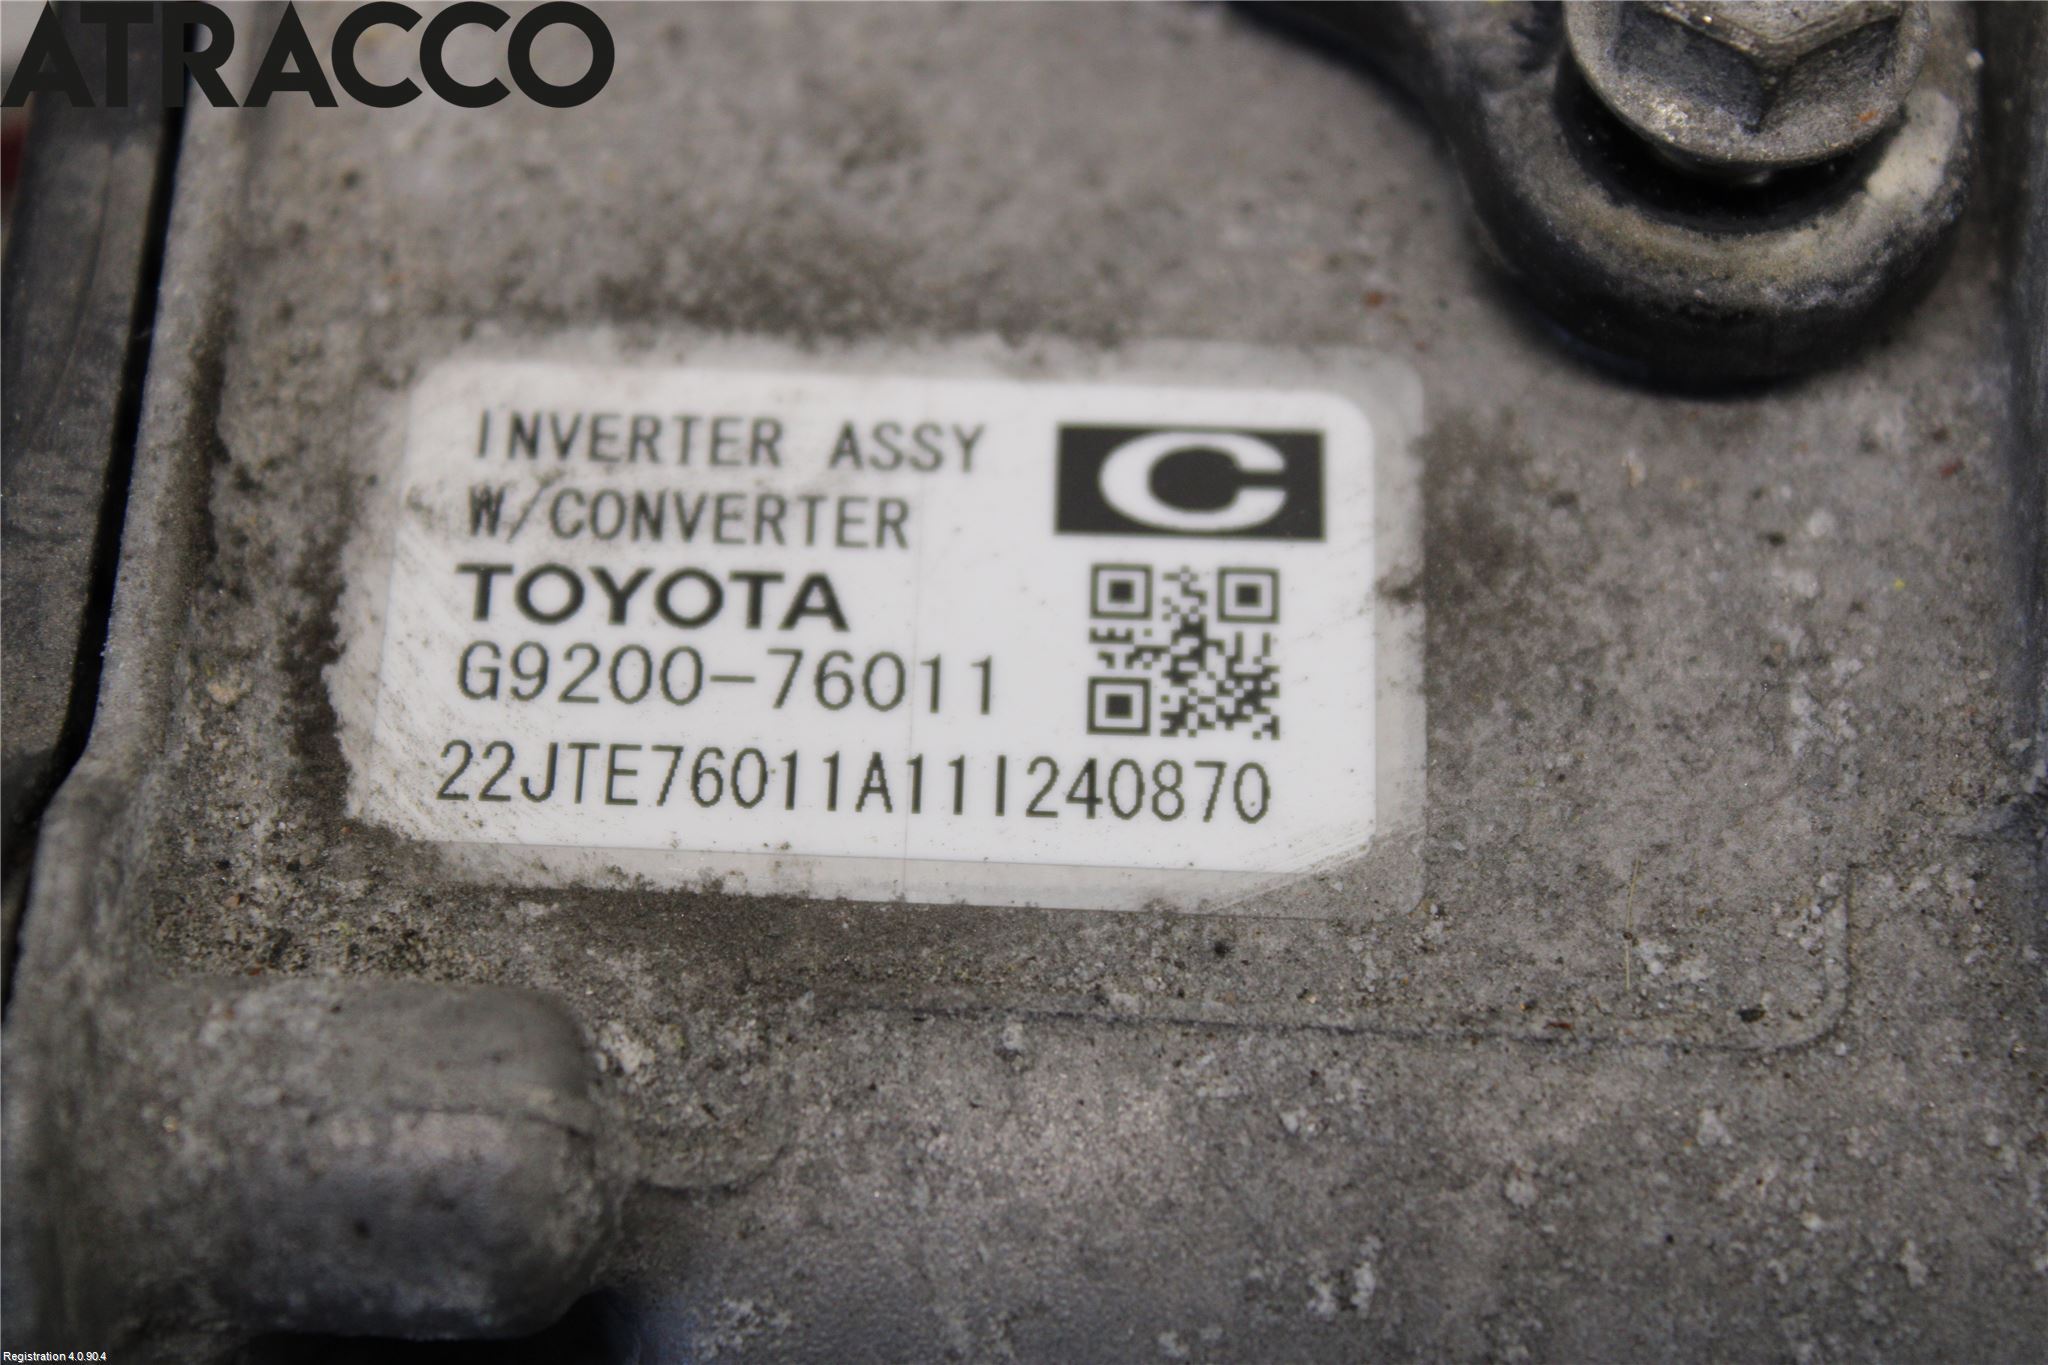 ATRACCO
INVERTER ASSY
W/CONVERTER
C
TOYOTA
G9200-76011
22JTE76011A11I240870
Registration 4.0.90.4